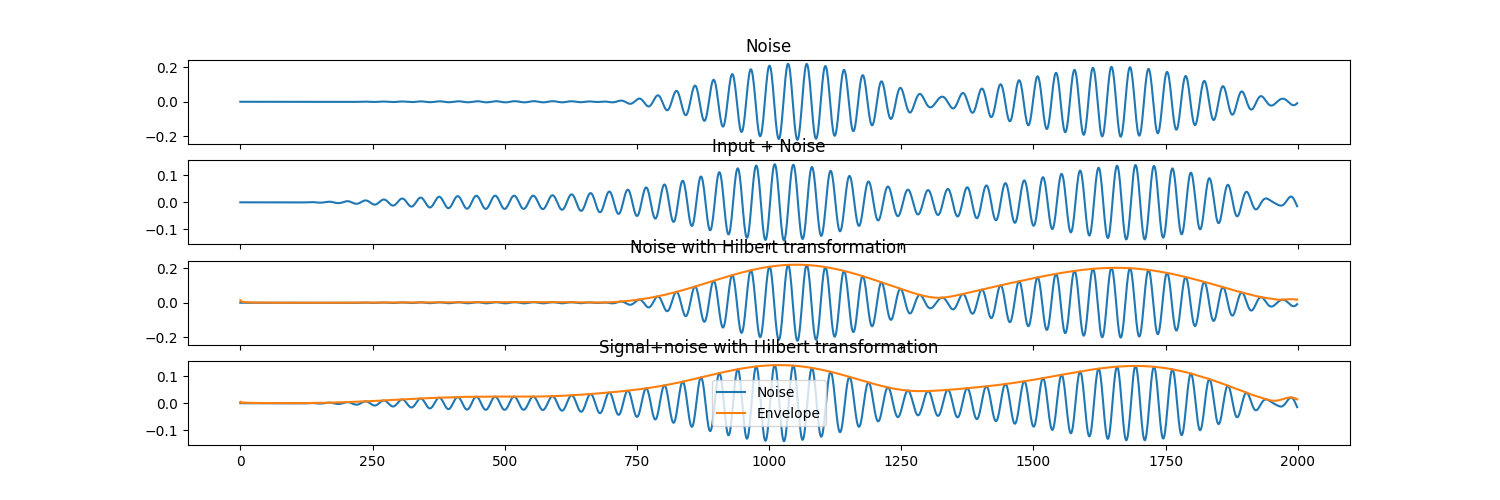 Noise
0.2
0.0
−0.2
Input + Noise
0.1
0.0
−0.1
Noise with Hilbert transformation
0.2
0.0
−0.2
Signal+noise with Hilbert transformation
0.1
0.0
−0.1
Noise
Envelope
0 250 500 750 1000 1250 1500 1750 2000